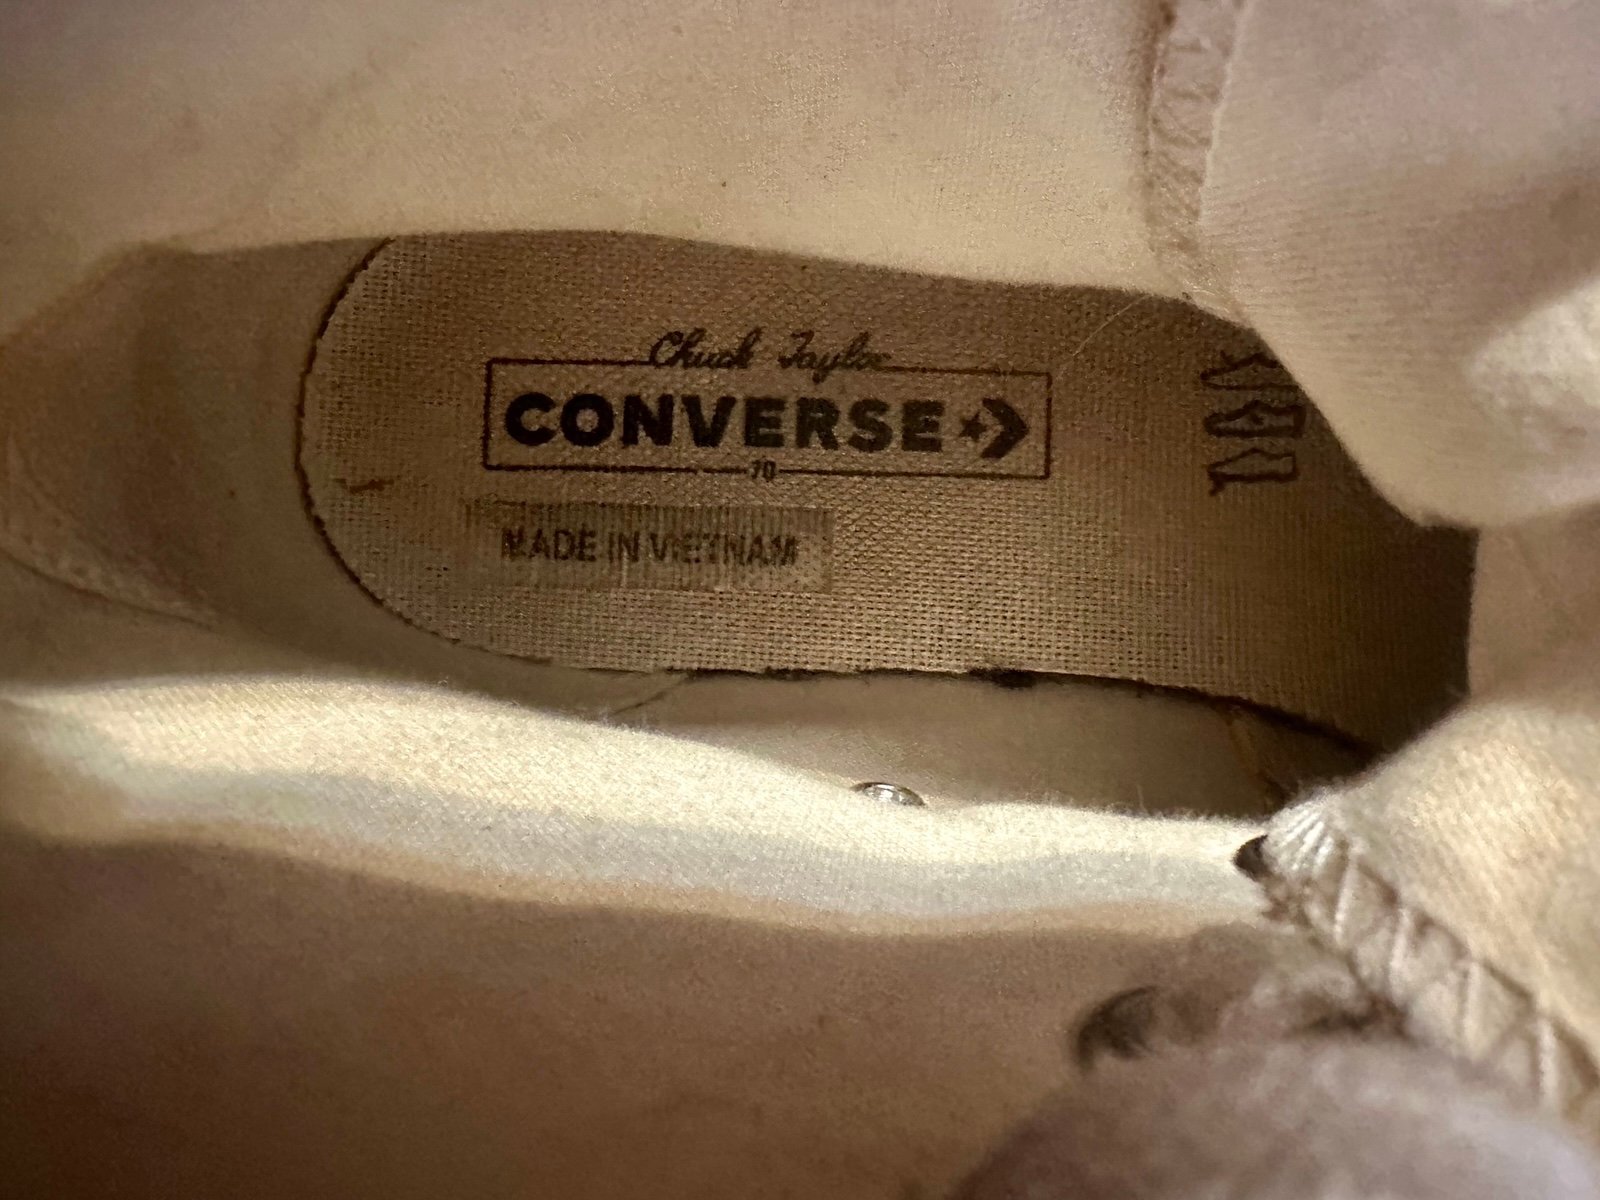 Chuck Taylor
CONVERSE
70
MADE IN VIETNAM